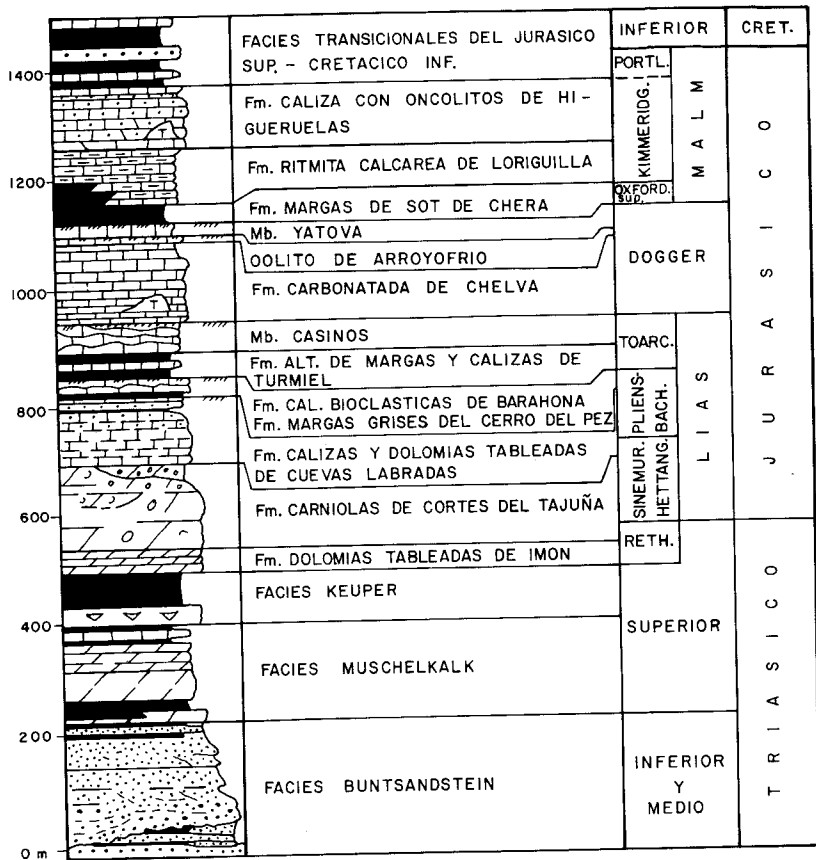 INFERIOR
CRET.
FACIES TRANSICIONALES DEL JURASICO
SUP. - CRETACICO INF.
PORTL.
1400
Fm. CALIZA CON ONCOLITOS DE HI-
GUERUELAS
KIMMERIDG.
MALM
T
Fm. RITMITA CALCAREA DE LORIGUILLA
1200
OXFORD.
SUP.
Fm. MARGAS DE SOT DE CHERA
Mb. YATOVA
OOLITO DE ARROYOFRIO
DOGGER
Fm. CARBONATADA DE CHELVA
1000
T
JURASICO
Mb. CASINOS
TOARC.
Fm. ALT. DE MARGAS Y CALIZAS DE
TURMIEL
LIAS
800
Fm. CAL. BIOCLASTICAS DE BARAHONA
Fm. MARGAS GRISES DEL CERRO DEL PEZ
PLIENS-
BACH.
Fm. CALIZAS Y DOLOMIAS TABLEADAS
DE CUEVAS LABRADAS
SINEMUR.
HETTANG.
Fm. CARNIOLAS DE CORTES DEL TAJUÑA
600
RETH.
Fm. DOLOMIAS TABLEADAS DE IMON
FACIES KEUPER
400
SUPERIOR
FACIES MUSCHELKALK
TRIASICO
200
FACIES BUNTSANDSTEIN
INFERIOR
Y
MEDIO
0 m